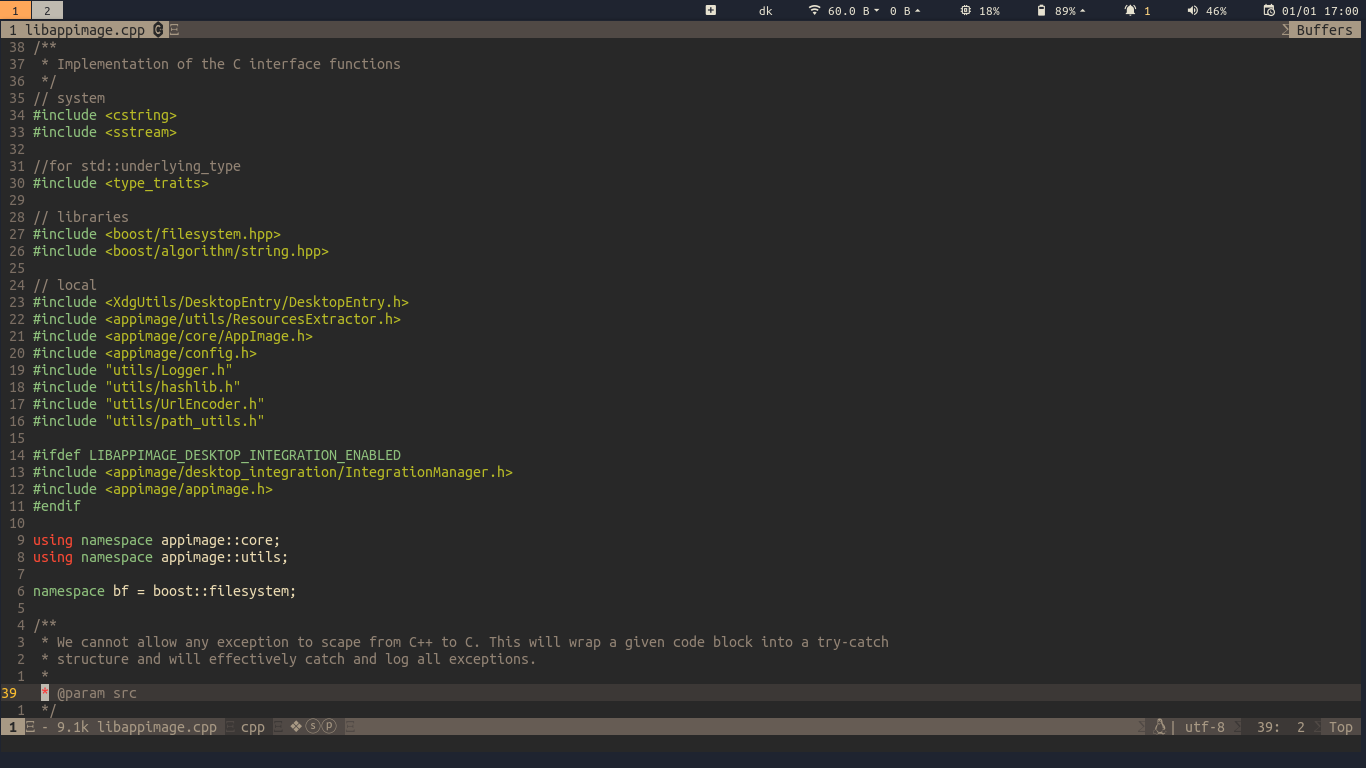 1 2 dk 60.0 B 0 B 18% 89% 1 46% 01/01 17:00
1 libappimage.cpp C Buffers
38 /**
37  * Implementation of the C interface functions
36  */
35 // system
34 #include <cstring>
33 #include <sstream>
32
31 //for std::underlying_type
30 #include <type_traits>
29
28 // libraries
27 #include <boost/filesystem.hpp>
26 #include <boost/algorithm/string.hpp>
25
24 // local
23 #include <XdgUtils/DesktopEntry/DesktopEntry.h>
22 #include <appimage/utils/ResourcesExtractor.h>
21 #include <appimage/core/AppImage.h>
20 #include <appimage/config.h>
19 #include "utils/Logger.h"
18 #include "utils/hashlib.h"
17 #include "utils/UrlEncoder.h"
16 #include "utils/path_utils.h"
15
14 #ifdef LIBAPPIMAGE_DESKTOP_INTEGRATION_ENABLED
13 #include <appimage/desktop_integration/IntegrationManager.h>
12 #include <appimage/appimage.h>
11 #endif
10
9 using namespace appimage::core;
8 using namespace appimage::utils;
7
6 namespace bf = boost::filesystem;
5
4 /**
3  * We cannot allow any exception to scape from C++ to C. This will wrap a given code block into a try-catch
2  * structure and will effectively catch and log all exceptions.
1  *
39  * @param src
1  */
1 - 9.1k libappimage.cpp cpp ❖ⓢⓟ | utf-8 39: 2 Top